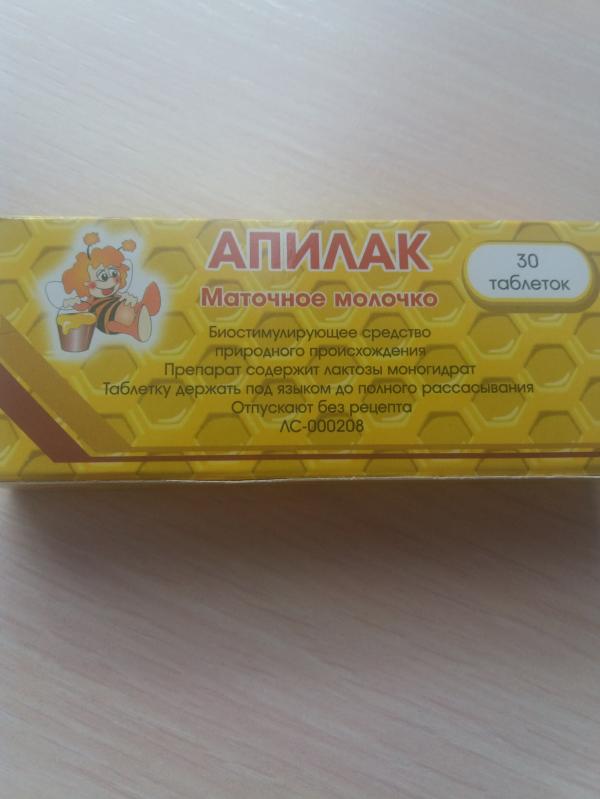 АПИЛАК
30
таблеток
Маточное молочко
Биостимулирующее средство
природного происхождения
Препарат содержит лактозы моногидрат
Таблетку держать под языком до полного рассасывания
Отпускают без рецепта
ЛС-000208